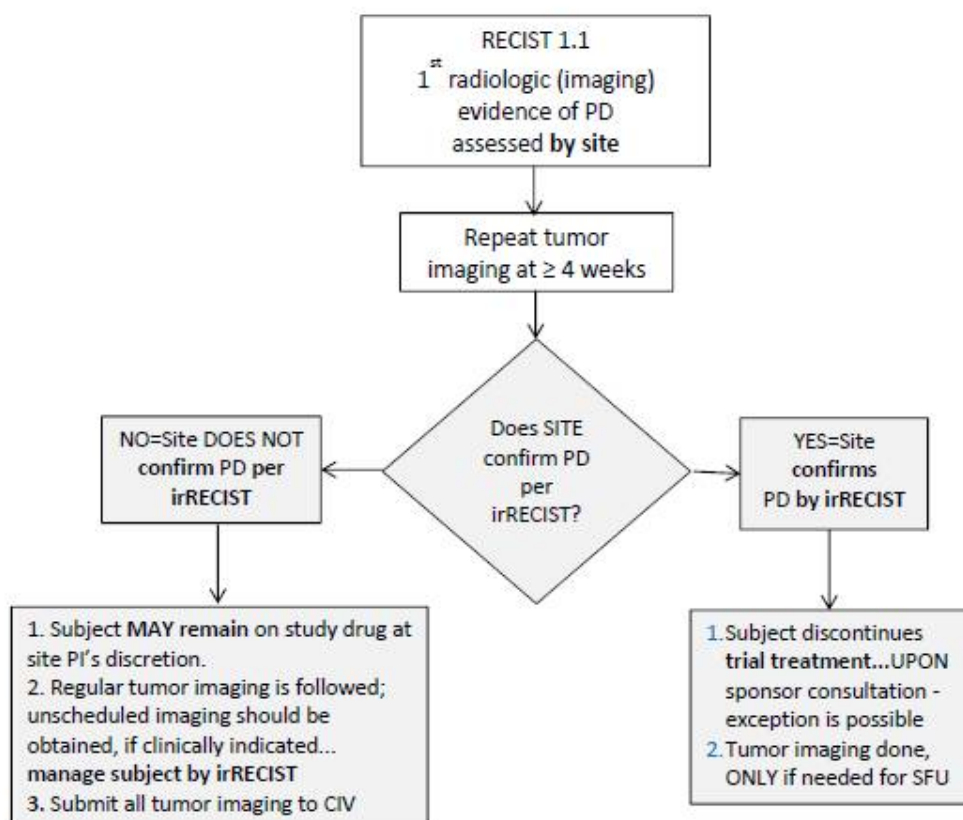 RECIST 1.1
1st radiologic (imaging)
evidence of PD
assessed by site
Repeat tumor
imaging at ≥ 4 weeks
Does SITE
confirm PD
per
irRECIST?
NO=Site DOES NOT
confirm PD per
irRECIST
YES=Site
confirms
PD by irRECIST
1. Subject MAY remain on study drug at
site PI's discretion.
2. Regular tumor imaging is followed;
unscheduled imaging should be
obtained, if clinically indicated...
manage subject by irRECIST
3. Submit all tumor imaging to CIV
1. Subject discontinues
trial treatment...UPON
sponsor consultation -
exception is possible
2. Tumor imaging done,
ONLY if needed for SFU